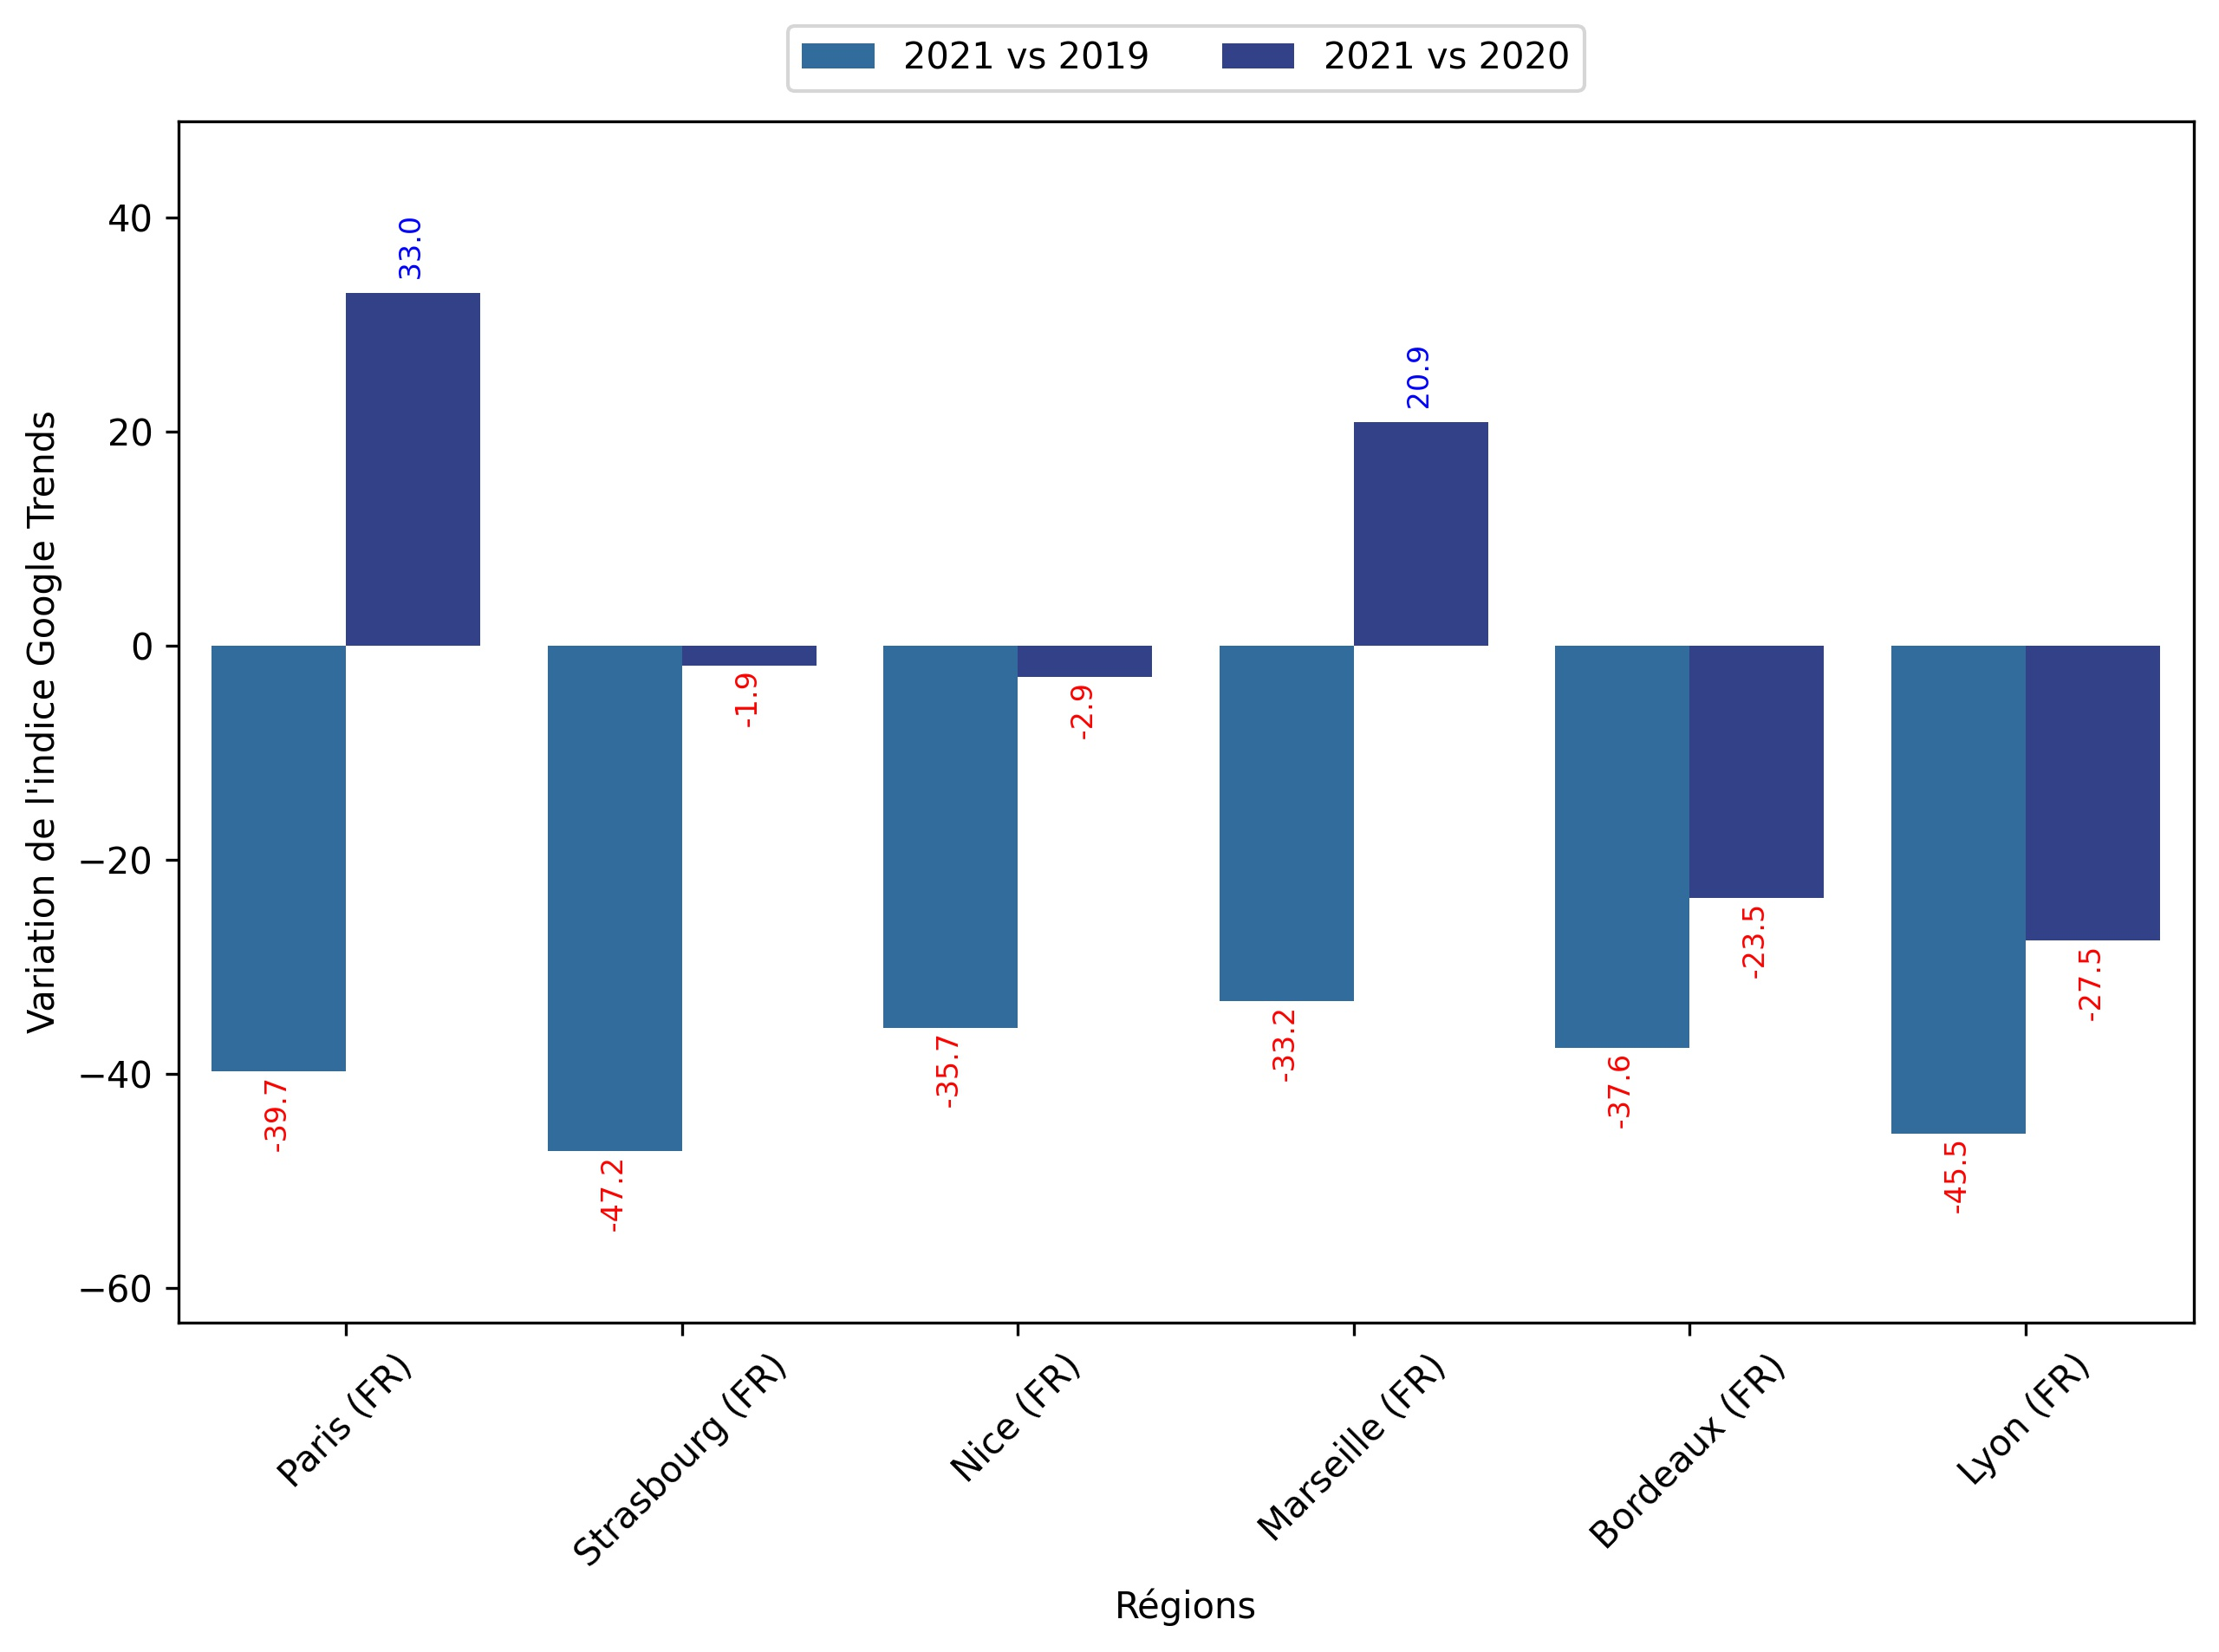 2021 vs 2019
2021 vs 2020
Variation de l'indice Google Trends
40
20
0
−20
−40
−60
33.0
-39.7
-1.9
-47.2
-2.9
-35.7
20.9
-33.2
-23.5
-37.6
-27.5
-45.5
Paris (FR)
Strasbourg (FR)
Nice (FR)
Marseille (FR)
Bordeaux (FR)
Lyon (FR)
Régions